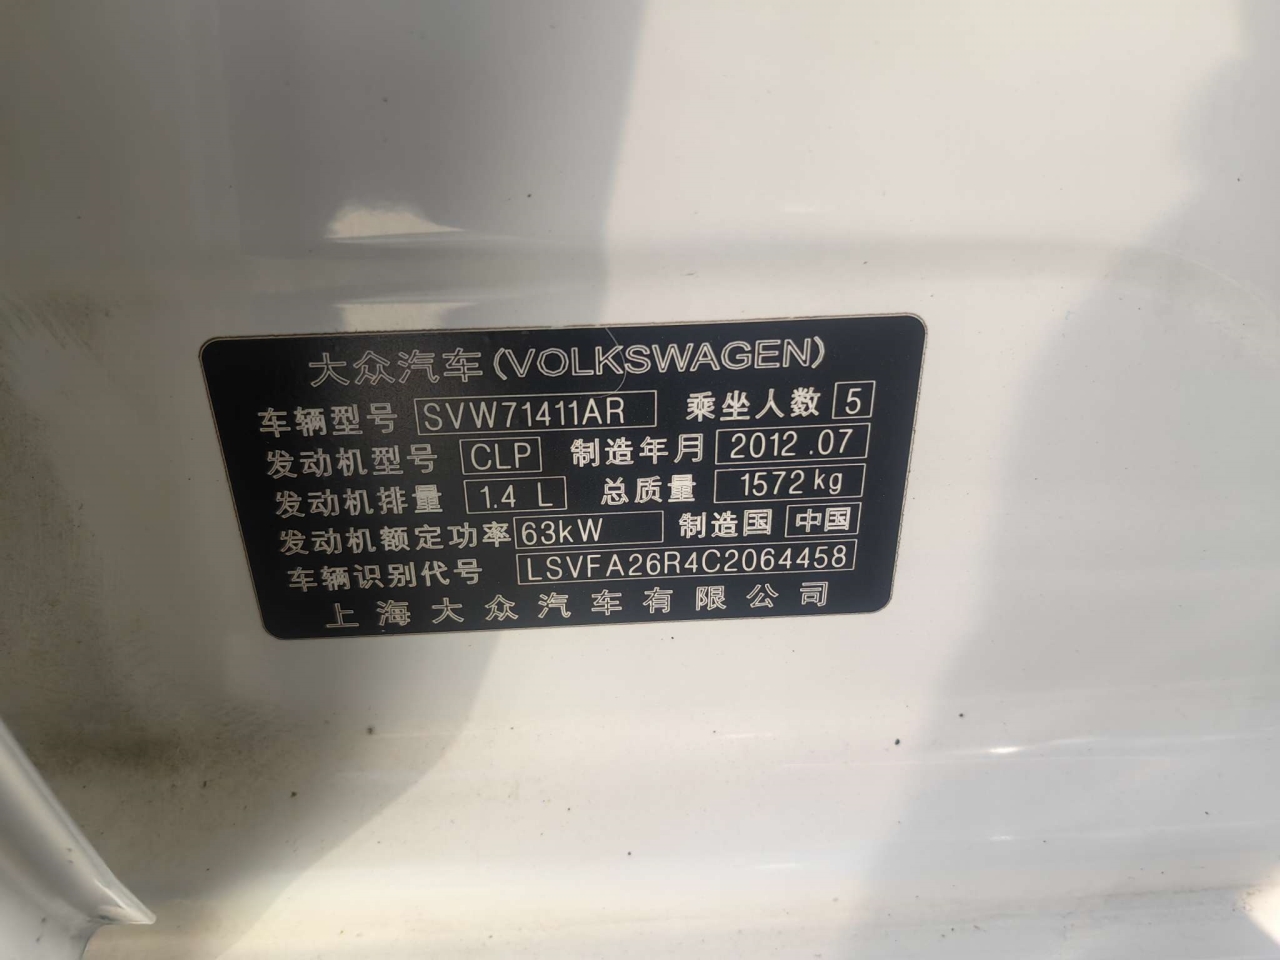 大众汽车(VOLKSWAGEN)
车辆型号 SVW71411AR 乘坐人数 5
发动机型号 CLP 制造年月 2012.07
发动机排量 1.4 L 总质量 1572kg
发动机额定功率 63kW 制造国 中国
车辆识别代号 LSVFA26R4C2064458
上海大众汽车有限公司